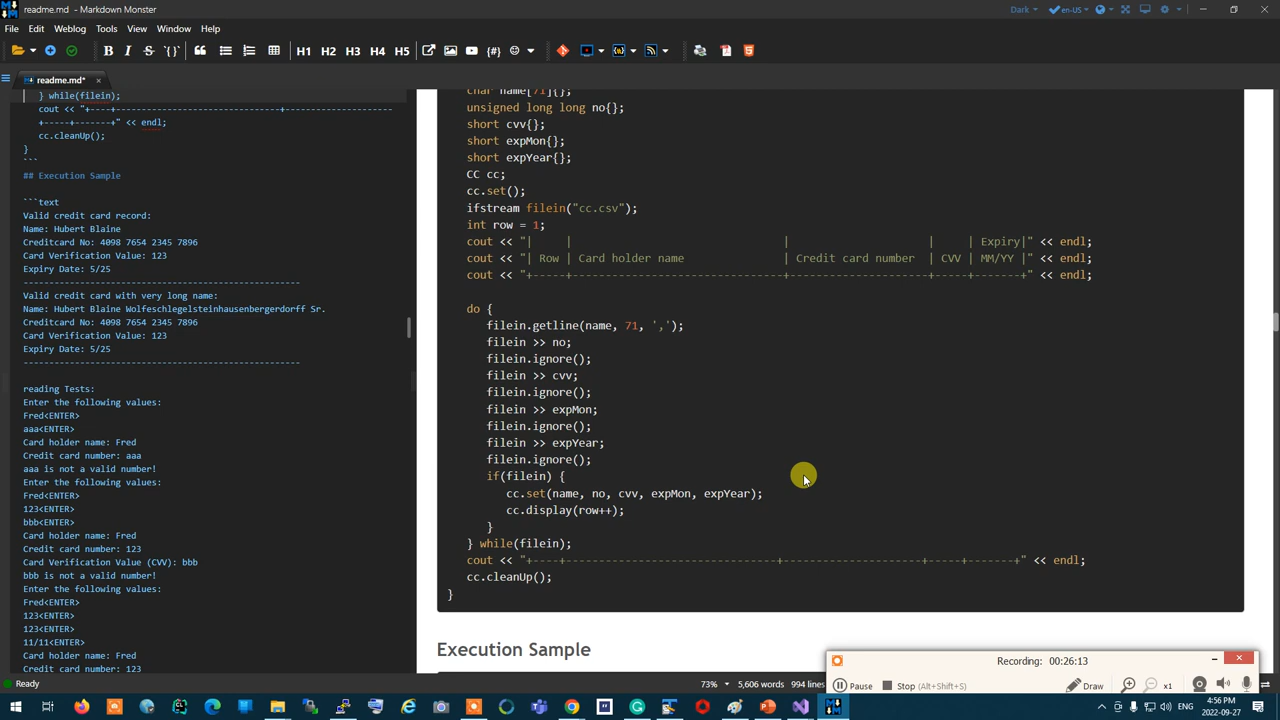 readme.md* - Markdown Monster
Dark
en-US
File Edit Weblog Tools View Window Help
B I S `{} H1 H2 H3 H4 H5 {#}
readme.md* ×
} while(filein);
cout << "+----+----------------------------------+----------------------
-+-----+-------+" << endl;
cc.cleanUp();
}
```
## Execution Sample
```text
Valid credit card record:
Name: Hubert Blaine
Creditcard No: 4098 7654 2345 7896
Card Verification Value: 123
Expiry Date: 5/25
----------------------------------------------------
Valid credit card with very long name:
Name: Hubert Blaine Wolfeschlegelsteinhausenbergerdorff Sr.
Creditcard No: 4098 7654 2345 7896
Card Verification Value: 123
Expiry Date: 5/25
----------------------------------------------------
reading Tests:
Enter the following values:
Fred<ENTER>
aaa<ENTER>
Card holder name: Fred
Credit card number: aaa
aaa is not a valid number!
Enter the following values:
Fred<ENTER>
123<ENTER>
bbb<ENTER>
Card holder name: Fred
Credit card number: 123
Card Verification Value (CVV): bbb
bbb is not a valid number!
Enter the following values:
Fred<ENTER>
123<ENTER>
123<ENTER>
11/11<ENTER>
Card holder name: Fred
Credit card number: 123
char name[71]{};
unsigned long long no{};
short cvv{};
short expMon{};
short expYear{};
CC cc;
cc.set();
ifstream filein("cc.csv");
int row = 1;
cout << "|     |                                 |                     |     | Expiry|" << endl;
cout << "| Row | Card holder name                | Credit card number  | CVV | MM/YY |" << endl;
cout << "+-----+---------------------------------+---------------------+-----+-------+" << endl;
do {
filein.getline(name, 71, ',');
filein >> no;
filein.ignore();
filein >> cvv;
filein.ignore();
filein >> expMon;
filein.ignore();
filein >> expYear;
filein.ignore();
if(filein) {
cc.set(name, no, cvv, expMon, expYear);
cc.display(row++);
}
} while(filein);
cout << "+----+---------------------------------+---------------------+-----+-------+" << endl;
cc.cleanUp();
}
Execution Sample
Recording: 00:26:13
Pause Stop (Alt+Shift+S) Draw x1
Ready
73% 5,606 words 994 lines
ENG
4:56 PM
2022-09-27